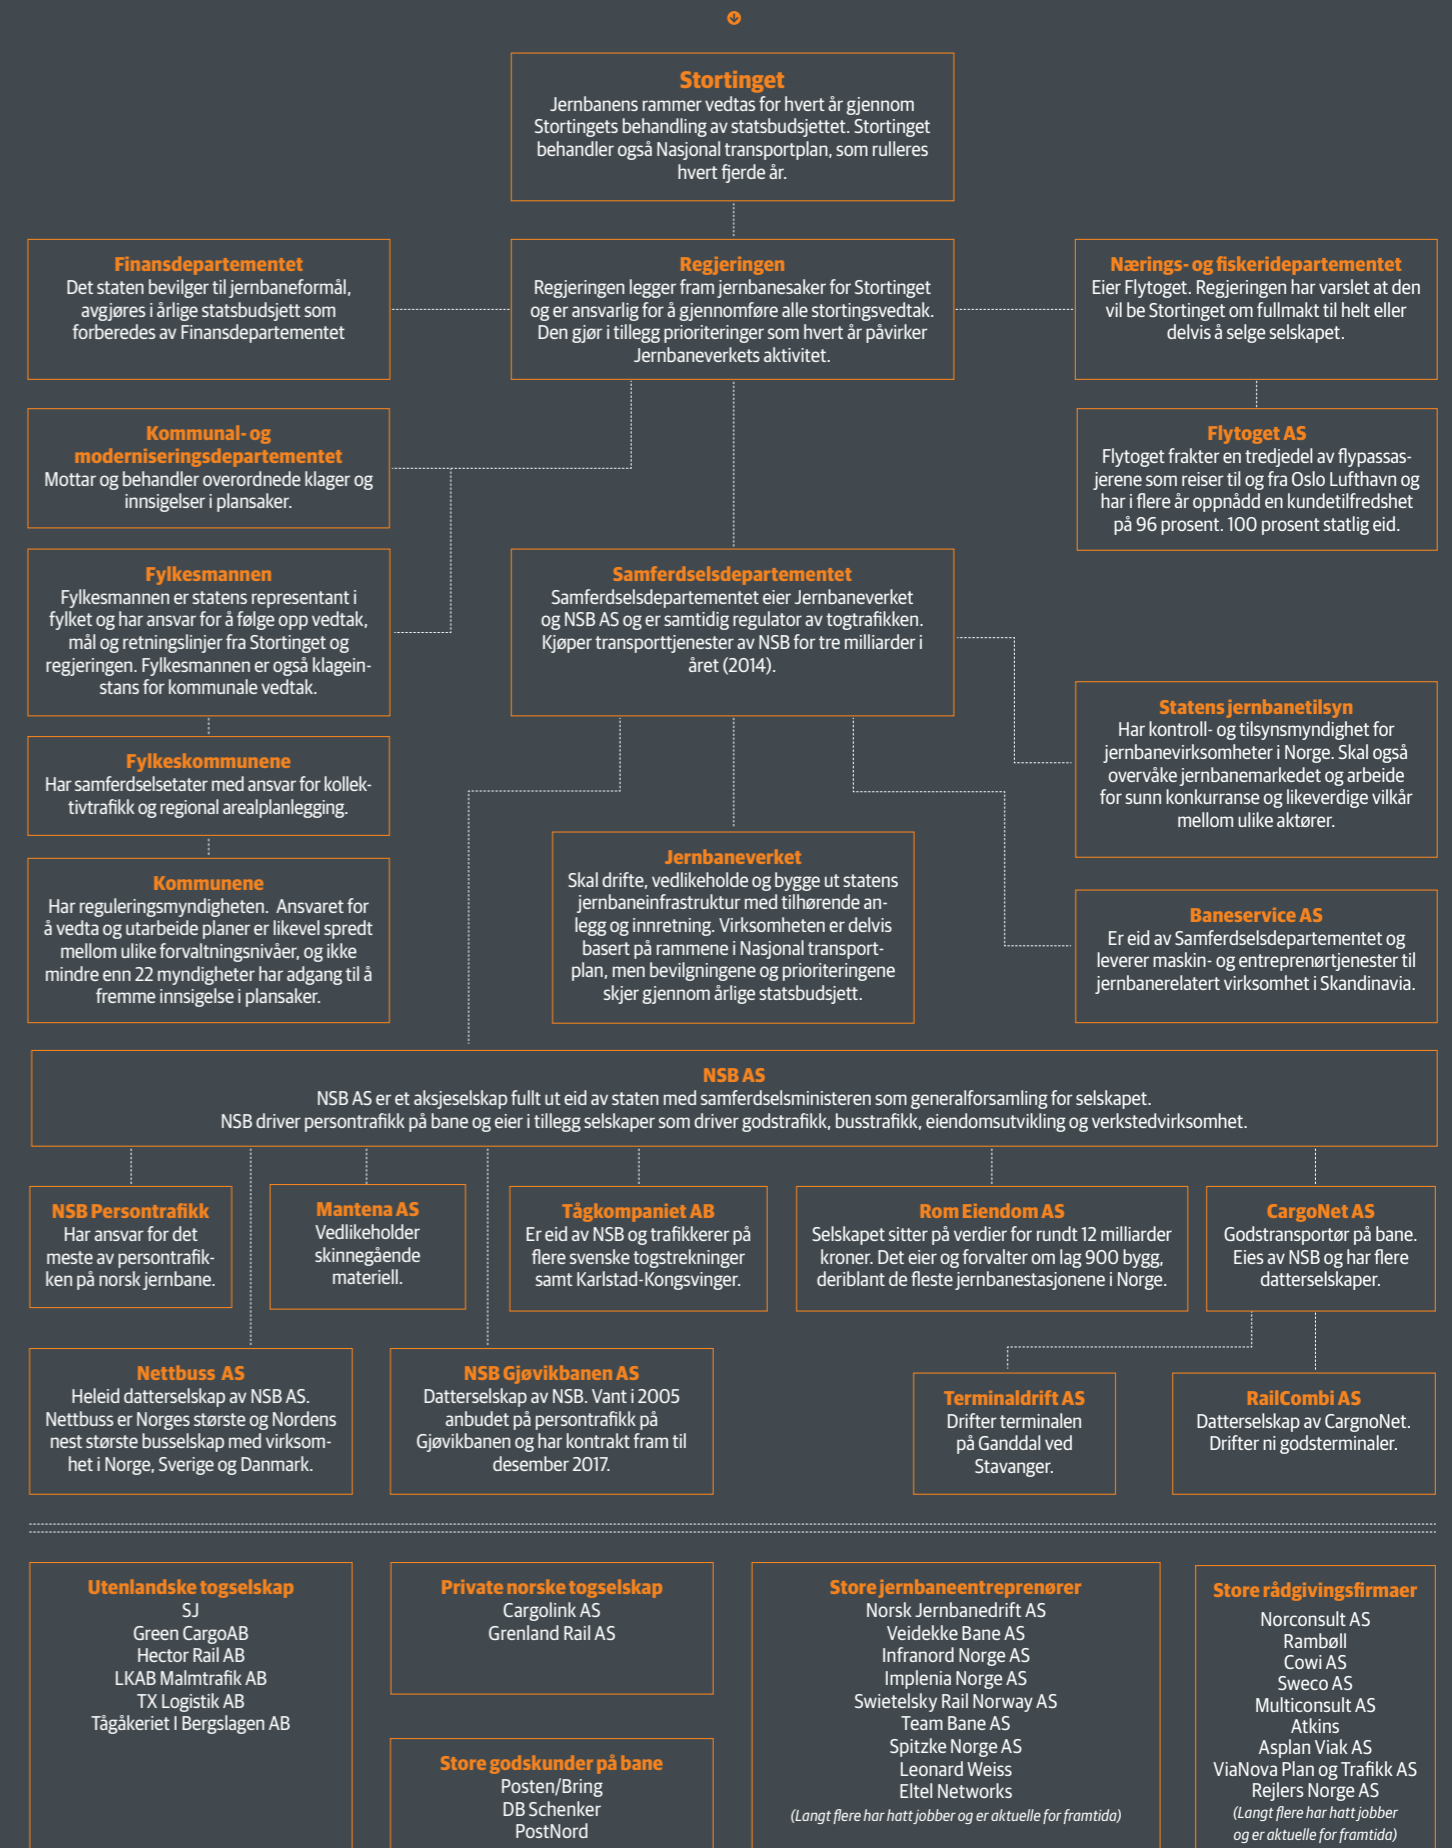 Stortinget
Jernbanens rammer vedtas for hvert år gjennom
Stortingets behandling av statsbudsjettet. Stortinget
behandler også Nasjonal transportplan, som rulleres
hvert fjerde år.
Finansdepartementet
Det staten bevilger til jernbaneformål,
avgjøres i årlige statsbudsjett som
forberedes av Finansdepartementet
Regjeringen
Regjeringen legger fram jernbanesaker for Stortinget
og er ansvarlig for å gjennomføre alle stortingsvedtak.
Den gjør i tillegg prioriteringer som hvert år påvirker
Jernbaneverkets aktivitet.
Nærings- og fiskeridepartementet
Eier Flytoget. Regjeringen har varslet at den
vil be Stortinget om fullmakt til helt eller
delvis å selge selskapet.
Kommunal- og
moderniseringsdepartementet
Mottar og behandler overordnede klager og
innsigelser i plansaker.
Flytoget AS
Flytoget frakter en tredjedel av flypassas-
jerene som reiser til og fra Oslo Lufthavn og
har i flere år oppnådd en kundetilfredshet
på 96 prosent. 100 prosent statlig eid.
Fylkesmannen
Fylkesmannen er statens representant i
fylket og har ansvar for å følge opp vedtak,
mål og retningslinjer fra Stortinget og
regjeringen. Fylkesmannen er også klagein-
stans for kommunale vedtak.
Samferdselsdepartementet
Samferdselsdepartementet eier Jernbaneverket
og NSB AS og er samtidig regulator av togtrafikken.
Kjøper transporttjenester av NSB for tre milliarder i
året (2014).
Statens jernbanetilsyn
Har kontroll- og tilsynsmyndighet for
jernbanevirksomheter i Norge. Skal også
overvåke jernbanemarkedet og arbeide
for sunn konkurranse og likeverdige vilkår
mellom ulike aktører.
Fylkeskommunene
Har samferdselsetater med ansvar for kollek-
tivtrafikk og regional arealplanlegging.
Jernbaneverket
Skal drifte, vedlikeholde og bygge ut statens
jernbaneinfrastruktur med tilhørende an-
legg og innretning. Virksomheten er delvis
basert på rammene i Nasjonal transport-
plan, men bevilgningene og prioriteringene
skjer gjennom årlige statsbudsjett.
Kommunene
Har reguleringsmyndigheten. Ansvaret for
å vedta og utarbeide planer er likevel spredt
mellom ulike forvaltningsnivåer, og ikke
mindre enn 22 myndigheter har adgang til å
fremme innsigelse i plansaker.
Baneservice AS
Er eid av Samferdselsdepartementet og
leverer maskin- og entreprenørtjenester til
jernbanerelatert virksomhet i Skandinavia.
NSB AS
NSB AS er et aksjeselskap fullt ut eid av staten med samferdselsministeren som generalforsamling for selskapet.
NSB driver persontrafikk på bane og eier i tillegg selskaper som driver godstrafikk, busstrafikk, eiendomsutvikling og verkstedvirksomhet.
NSB Persontrafikk
Har ansvar for det
meste av persontrafik-
ken på norsk jernbane.
Mantena AS
Vedlikeholder
skinnegående
materiell.
Tågkompaniet AB
Er eid av NSB og trafikkerer på
flere svenske togstrekninger
samt Karlstad-Kongsvinger.
Rom Eiendom AS
Selskapet sitter på verdier for rundt 12 milliarder
kroner. Det eier og forvalter om lag 900 bygg,
deriblant de fleste jernbanestasjonene i Norge.
CargoNet AS
Godstransportør på bane.
Eies av NSB og har flere
datterselskaper.
Nettbuss AS
Heleid datterselskap av NSB AS.
Nettbuss er Norges største og Nordens
nest største busselskap med virksom-
het i Norge, Sverige og Danmark.
NSB Gjøvikbanen AS
Datterselskap av NSB. Vant i 2005
anbudet på persontrafikk på
Gjøvikbanen og har kontrakt fram til
desember 2017.
Terminaldrift AS
Drifter terminalen
på Ganddal ved
Stavanger.
RailCombi AS
Datterselskap av CargnoNet.
Drifter ni godsterminaler.
Utenlandske togselskap
SJ
Green CargoAB
Hector Rail AB
LKAB Malmtrafik AB
TX Logistik AB
Tågåkeriet I Bergslagen AB
Private norske togselskap
Cargolink AS
Grenland Rail AS
Store godskunder på bane
Posten/Bring
DB Schenker
PostNord
Store jernbaneentreprenører
Norsk Jernbanedrift AS
Veidekke Bane AS
Infranord Norge AS
Implenia Norge AS
Swietelsky Rail Norway AS
Team Bane AS
Spitzke Norge AS
Leonard Weiss
Eltel Networks
(Langt flere har hatt jobber og er aktuelle for framtida)
Store rådgivingsfirmaer
Norconsult AS
Rambøll
Cowi AS
Sweco AS
Multiconsult AS
Atkins
Asplan Viak AS
ViaNova Plan og Trafikk AS
Rejlers Norge AS
(Langt flere har hatt jobber
og er aktuelle for framtida)